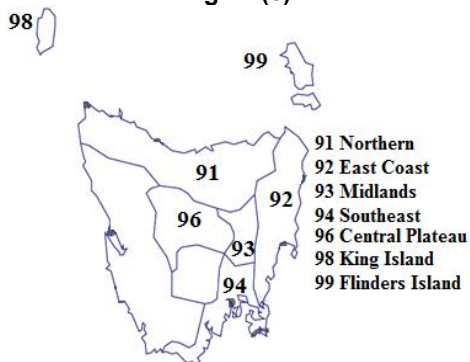 98
99
91
92
96
93
94
91 Northern
92 East Coast
93 Midlands
94 Southeast
96 Central Plateau
98 King Island
99 Flinders Island